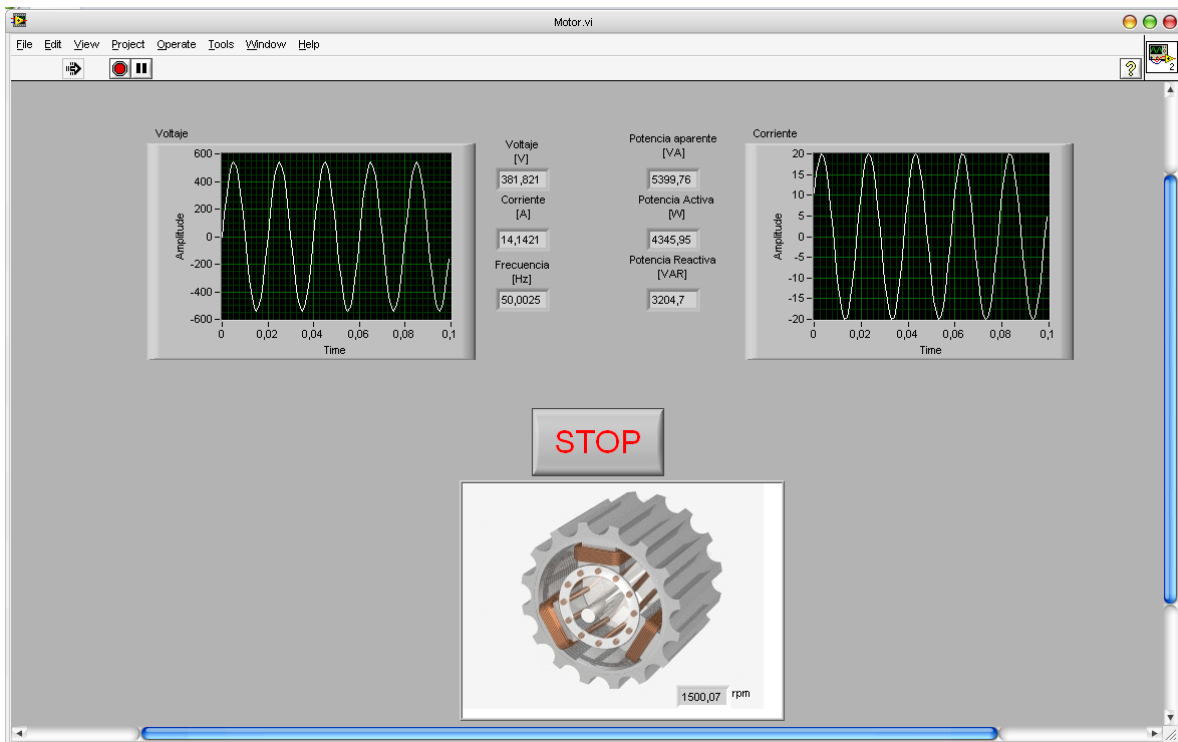 Motor.vi
File Edit View Project Operate Tools Window Help
2
Voltaje
600
400
200
0
-200
-400
-600
Amplitude
0 0,02 0,04 0,06 0,08 0,1
Time
Voltaje
[V]
381,821
Corriente
[A]
14,1421
Frecuencia
[Hz]
50,0025
Potencia aparente
[VA]
5399,76
Potencia Activa
[W]
4345,95
Potencia Reactiva
[VAR]
3204,7
Corriente
20
15
10
5
0
-5
-10
-15
-20
Amplitude
0 0,02 0,04 0,06 0,08 0,1
Time
STOP
1500,07 rpm